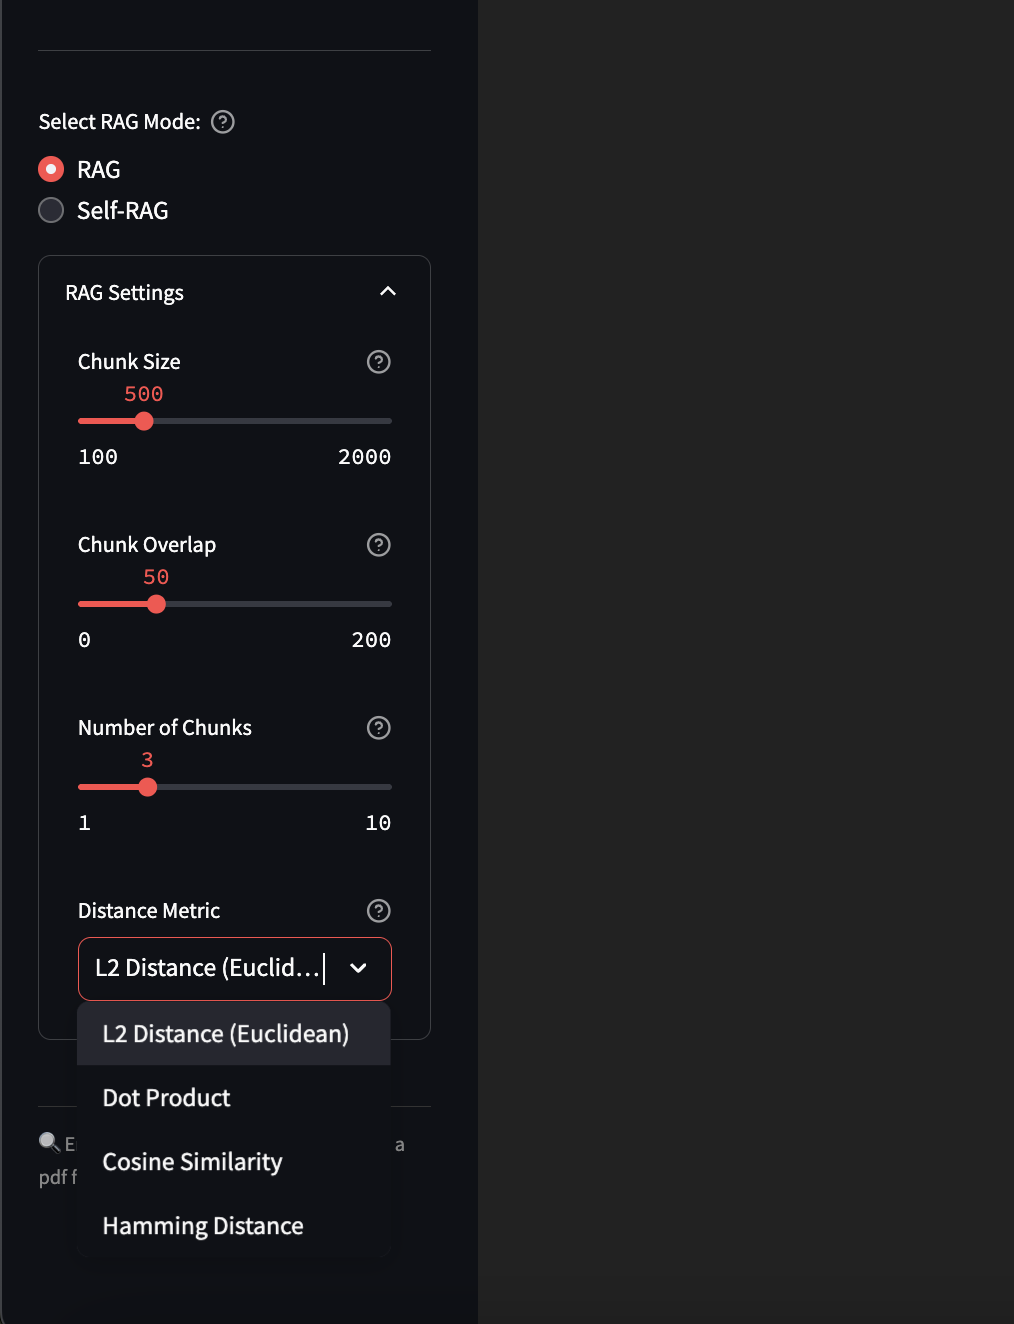 Select RAG Mode:
RAG
Self-RAG
RAG Settings
Chunk Size
500
100 2000
Chunk Overlap
50
0 200
Number of Chunks
3
1 10
Distance Metric
L2 Distance (Euclid...
L2 Distance (Euclidean)
Dot Product
a
Cosine Similarity
pdf
Hamming Distance